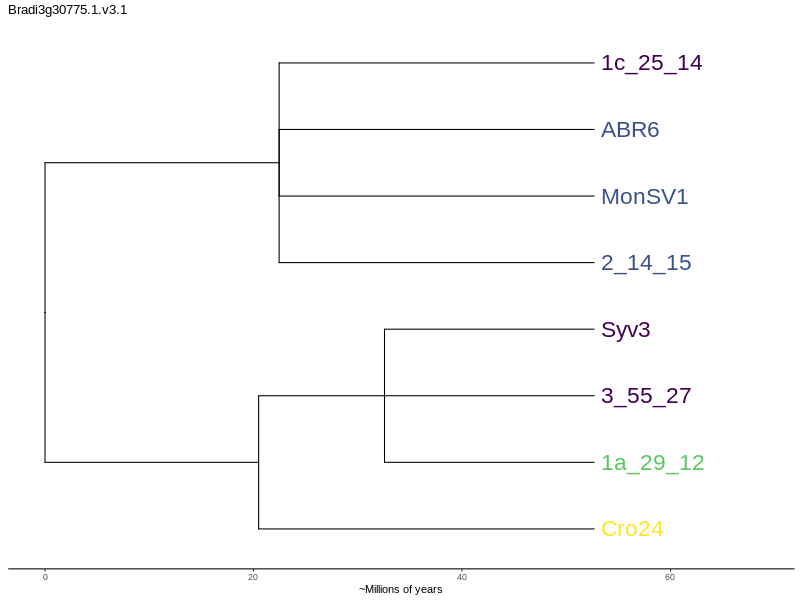 Bradi3g30775.1.v3.1
1c_25_14
ABR6
MonSV1
2_14_15
Syv3
3_55_27
1a_29_12
Cro24
0 20 40 60
~Millions of years